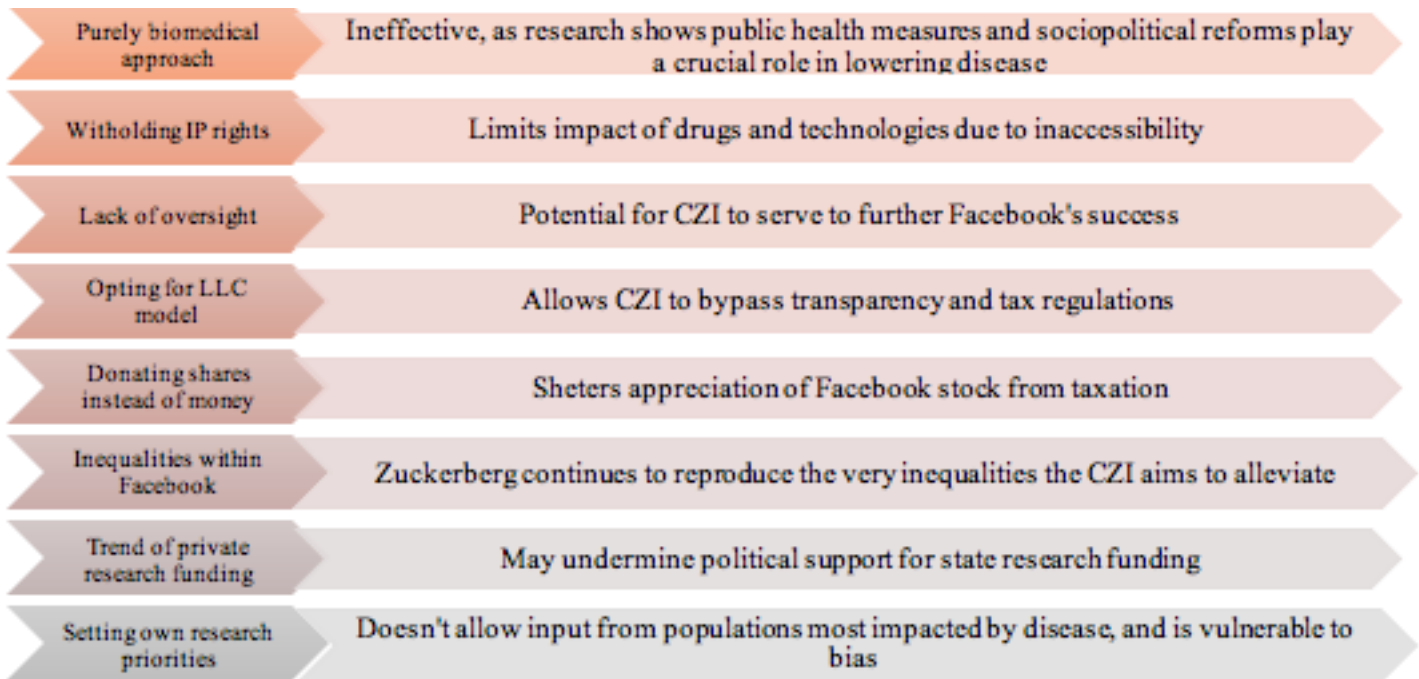 Purely biomedical
approach
Ineffective, as research shows public health measures and sociopolitical reforms play
a crucial role in lowering disease
Witholding IP rights
Limits impact of drugs and technologies due to inaccessibility
Lack of oversight
Potential for CZI to serve to further Facebook's success
Opting for LLC
model
Allows CZI to bypass transparency and tax regulations
Donating shares
instead of money
Sheters appreciation of Facebook stock from taxation
Inequalities within
Facebook
Zuckerberg continues to reproduce the very inequalities the CZI aims to alleviate
Trend of private
research funding
May undermine political support for state research funding
Setting own research
priorities
Doesn't allow input from populations most impacted by disease, and is vulnerable to
bias